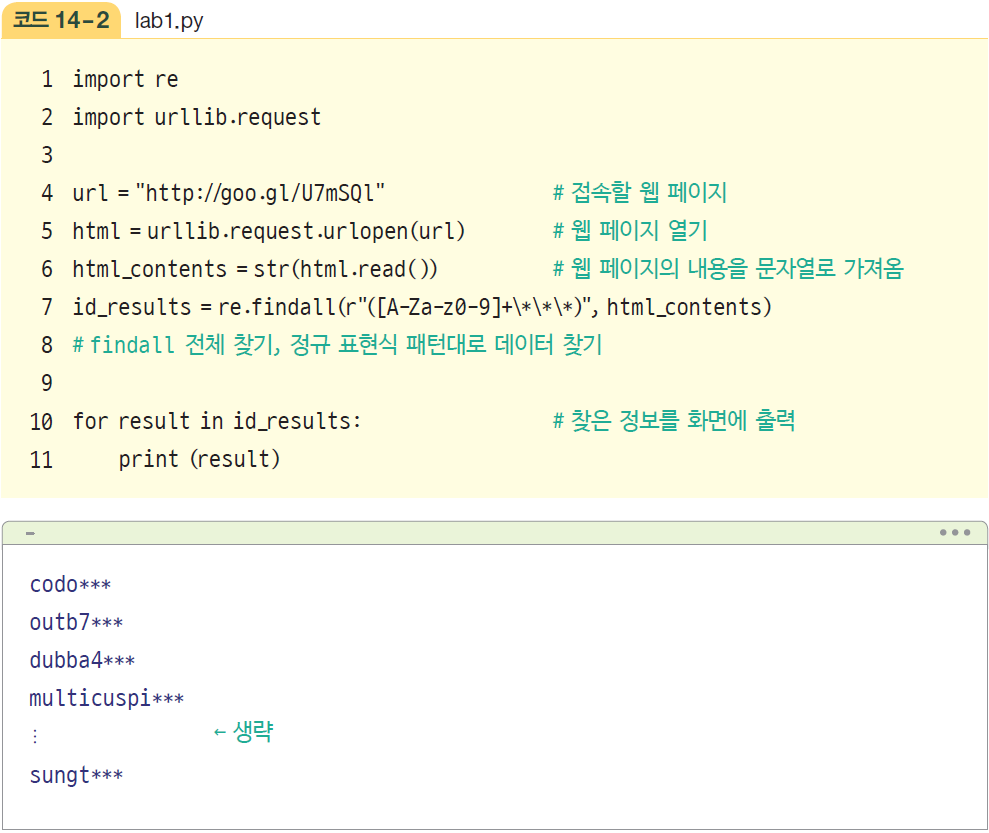 코드 14-2 lab1.py
1 import re
2 import urllib.request
3
4 url = "http://goo.gl/U7mSQl" # 접속할 웹 페이지
5 html = urllib.request.urlopen(url) # 웹 페이지 열기
6 html_contents = str(html.read()) # 웹 페이지의 내용을 문자열로 가져옴
7 id_results = re.findall(r"([A-Za-z0-9]+\*\*\*)", html_contents)
8 # findall 전체 찾기, 정규 표현식 패턴대로 데이터 찾기
9
10 for result in id_results: # 찾은 정보를 화면에 출력
11 print (result)
codo***
outb7***
dubba4***
multicuspi***
⋮ ← 생략
sungt***